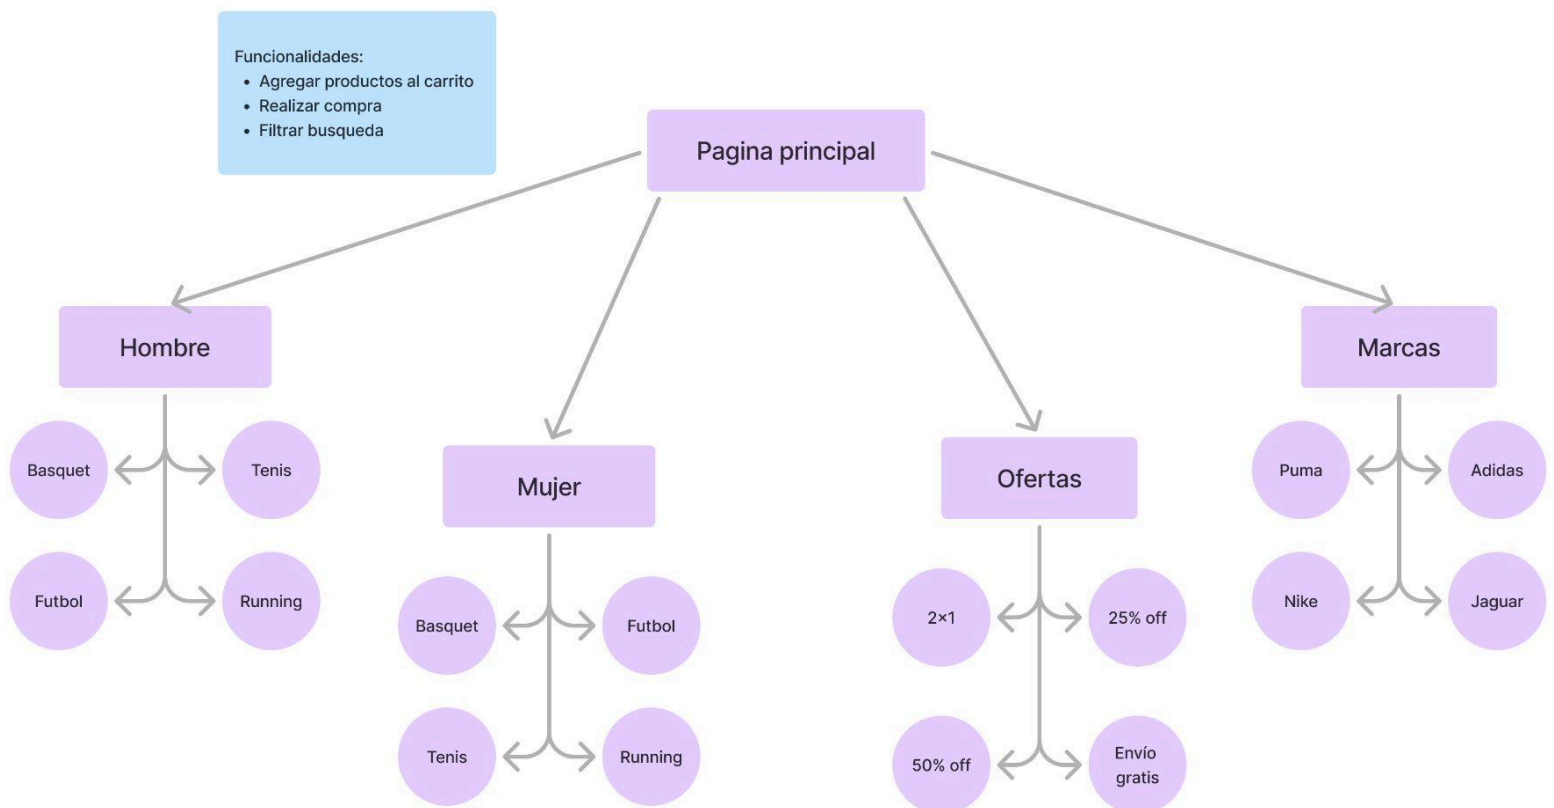 Funcionalidades:
• Agregar productos al carrito
• Realizar compra
• Filtrar busqueda
Pagina principal
Hombre
Basquet
Tenis
Futbol
Running
Mujer
Basquet
Futbol
Tenis
Running
Ofertas
2×1
25% off
50% off
Envío
gratis
Marcas
Puma
Adidas
Nike
Jaguar